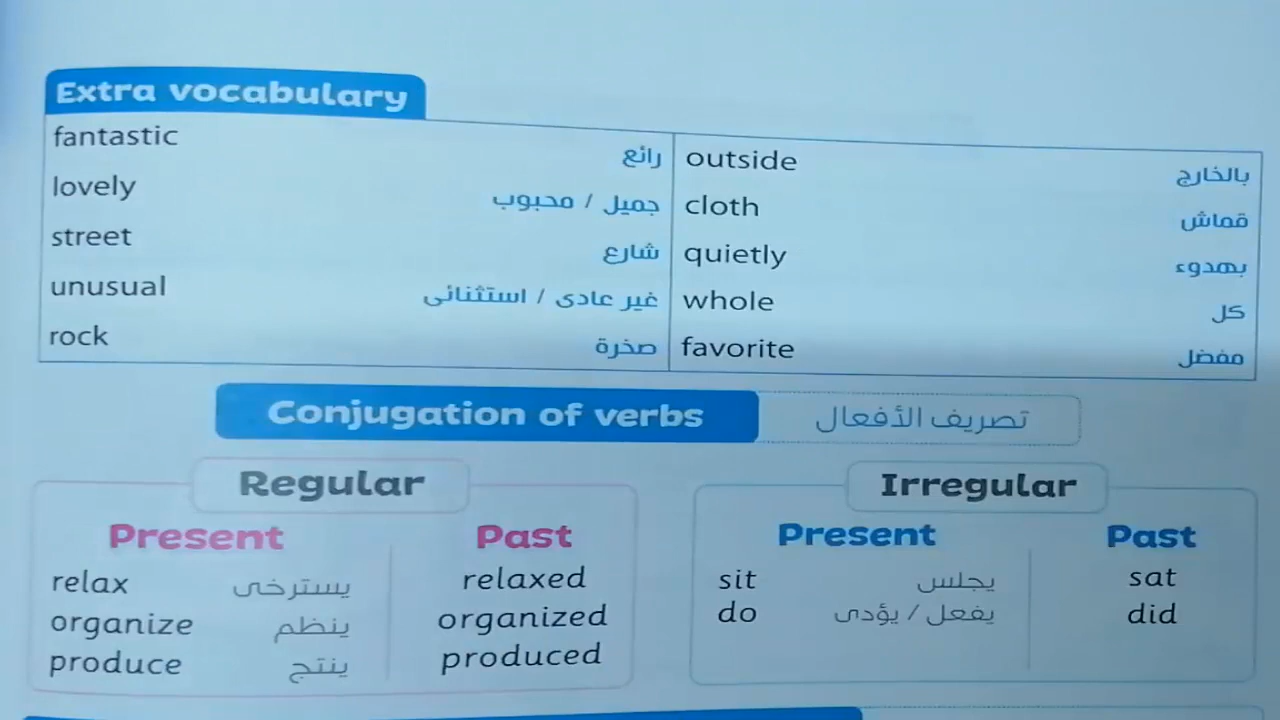 Extra vocabulary
fantastic رائع
lovely جميل / محبوب
street شارع
unusual غير عادى / استثنائى
rock صخرة
outside بالخارج
cloth قماش
quietly بهدوء
whole كل
favorite مفضل
Conjugation of verbs تصريف الأفعال
Regular
Present Past
relax يسترخى relaxed
organize ينظم organized
produce ينتج produced
Irregular
Present Past
sit يجلس sat
do يفعل / يؤدى did